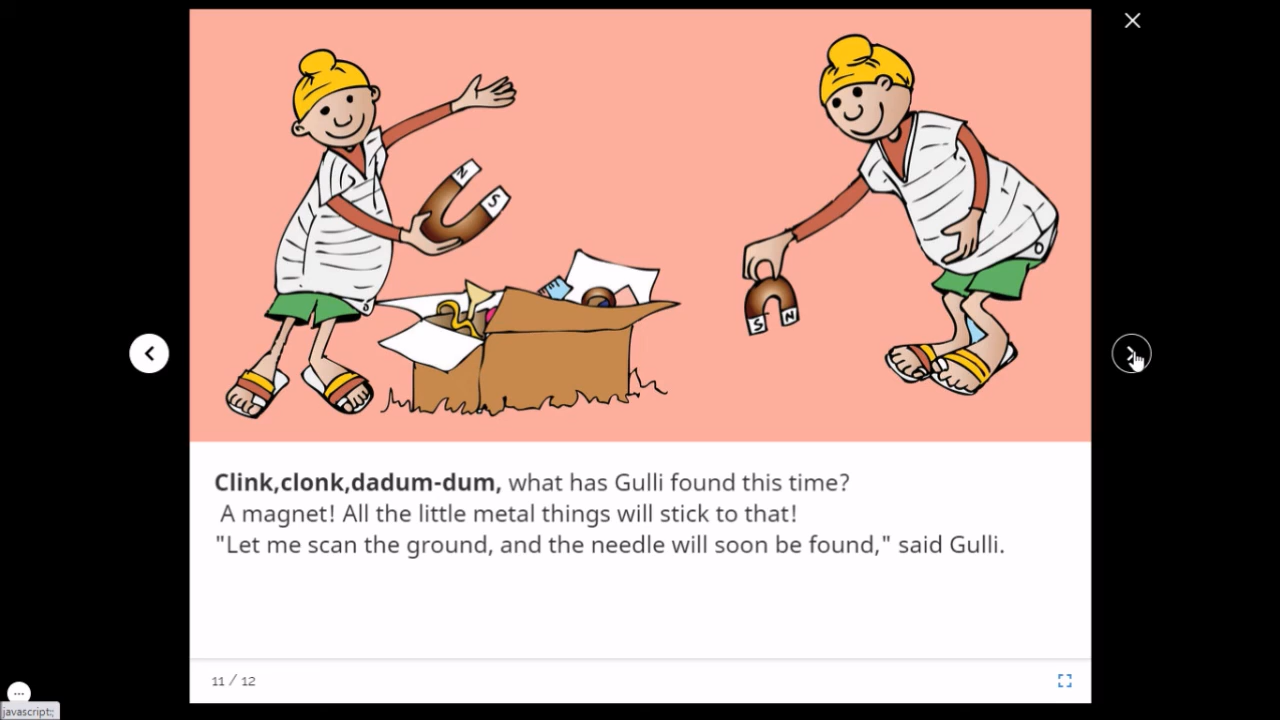 N
S
S N
Clink,clonk,dadum-dum, what has Gulli found this time?
A magnet! All the little metal things will stick to that!
"Let me scan the ground, and the needle will soon be found," said Gulli.
11 / 12
javascript:;